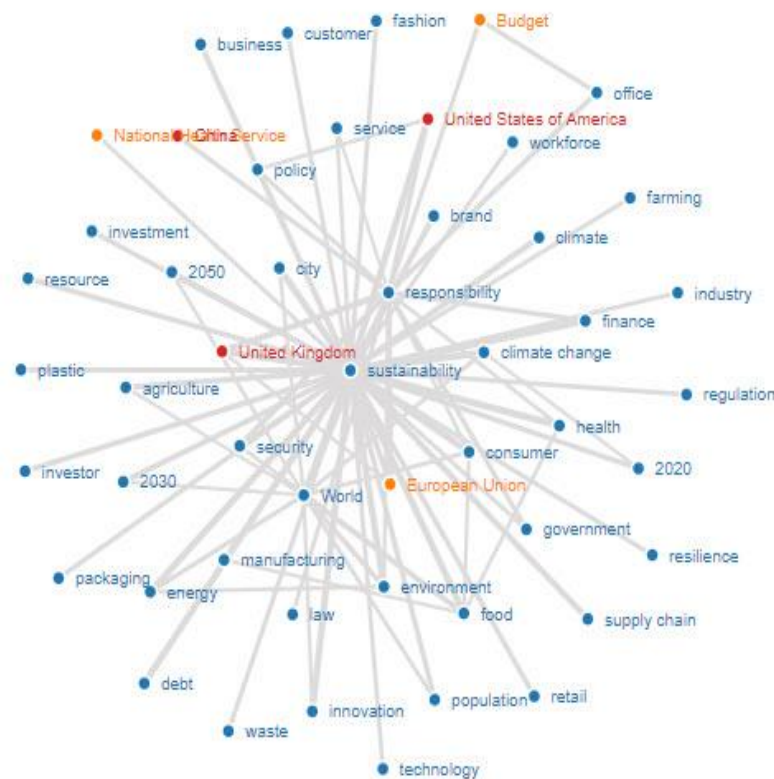 fashion
Budget
customer
business
office
United States of America
service
National Health Service
China
workforce
policy
farming
brand
investment
climate
2050
city
resource
responsibility
industry
finance
United Kingdom
climate change
plastic
sustainability
agriculture
regulation
health
security
consumer
investor
2020
2030
European Union
World
government
resilience
manufacturing
packaging
environment
energy
law
food
supply chain
debt
retail
population
innovation
waste
technology